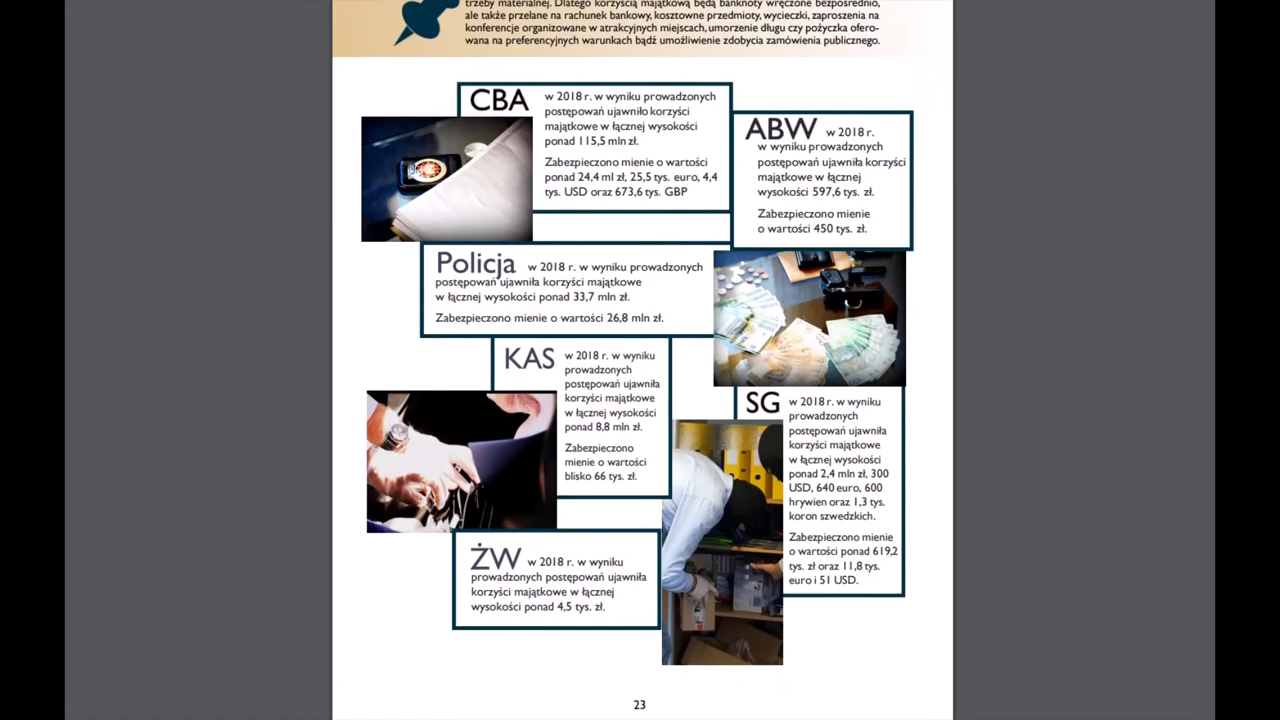 trzeby materialnej. Dlatego korzyścią majątkową będą banknoty wręczone bezpośrednio,
ale także przelane na rachunek bankowy, kosztowne przedmioty, wycieczki, zaproszenia na
konferencje organizowane w atrakcyjnych miejscach, umorzenie długu czy pożyczka ofero-
wana na preferencyjnych warunkach bądź umożliwienie zdobycia zamówienia publicznego.
CBA w 2018 r. w wyniku prowadzonych
postępowań ujawniło korzyści
majątkowe w łącznej wysokości
ponad 115,5 mln zł.
Zabezpieczono mienie o wartości
ponad 24,4 ml zł, 25,5 tys. euro, 4,4
tys. USD oraz 673,6 tys. GBP
ABW w 2018 r.
w wyniku prowadzonych
postępowań ujawniła korzyści
majątkowe w łącznej
wysokości 597,6 tys. zł.
Zabezpieczono mienie
o wartości 450 tys. zł.
Policja w 2018 r. w wyniku prowadzonych
postępowań ujawniła korzyści majątkowe
w łącznej wysokości ponad 33,7 mln zł.
Zabezpieczono mienie o wartości 26,8 mln zł.
KAS w 2018 r. w wyniku
prowadzonych
postępowań ujawiła
korzyści majątkowe
w łącznej wysokości
ponad 8,8 mln zł.
Zabezpieczono
mienie o wartości
blisko 66 tys. zł.
SG w 2018 r. w wyniku
prowadzonych
postępowań ujawniła
korzyści majątkowe
w łącznej wysokości
ponad 2,4 mln zł, 300
USD, 640 euro, 600
hrywien oraz 1,3 tys.
koron szwedzkich.
Zabezpieczono mienie
o wartości ponad 619,2
tys. zł oraz 11,8 tys.
euro i 51 USD.
ŻW w 2018 r. w wyniku
prowadzonych postępowań ujawniła
korzyści majątkowe w łącznej
wysokości ponad 4,5 tys. zł.
23